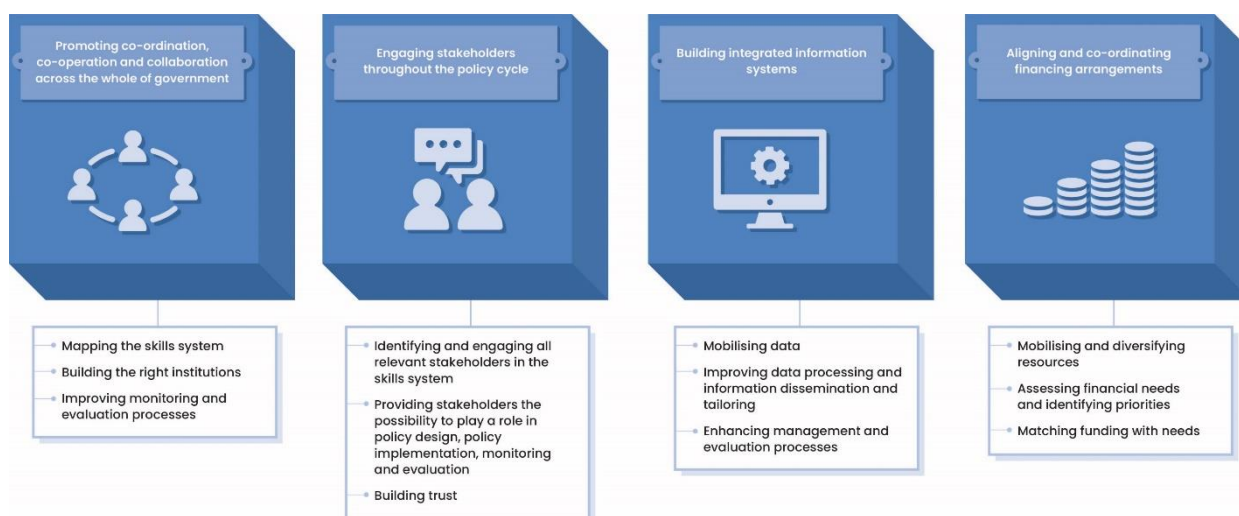 Promoting co-ordination,
co-operation and collaboration
across the whole of government
Mapping the skills system
Building the right institutions
Improving monitoring and
evaluation processes
Engaging stakeholders
throughout the policy cycle
Identifying and engaging all
relevant stakeholders in the
skills system
Providing stakeholders the
possibility to play a role in
policy design, policy
implementation, monitoring
and evaluation
Building trust
Building integrated information
systems
Mobilising data
Improving data processing and
information dissemination and
tailoring
Enhancing management and
evaluation processes
Aligning and co-ordinating
financing arrangements
Mobilising and diversifying
resources
Assessing financial needs
and identifying priorities
Matching funding with needs